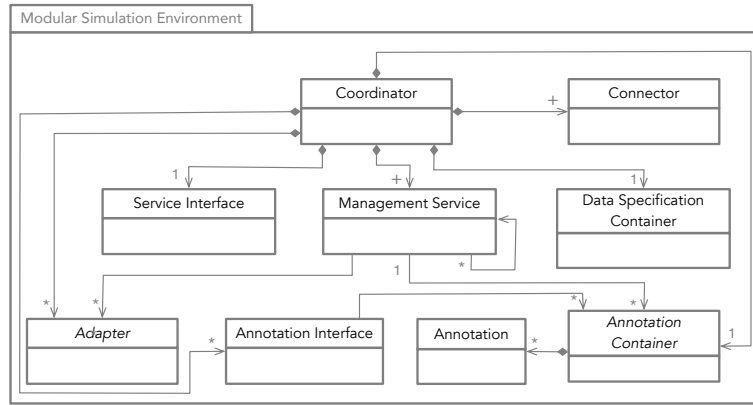 Modular Simulation Environment
Coordinator
Connector
+
1
+
1
Service Interface
Management Service
Data Specification
Container
1
*
*
*
*
*
Adapter
Annotation Interface
Annotation
Annotation
Container
*
*
1